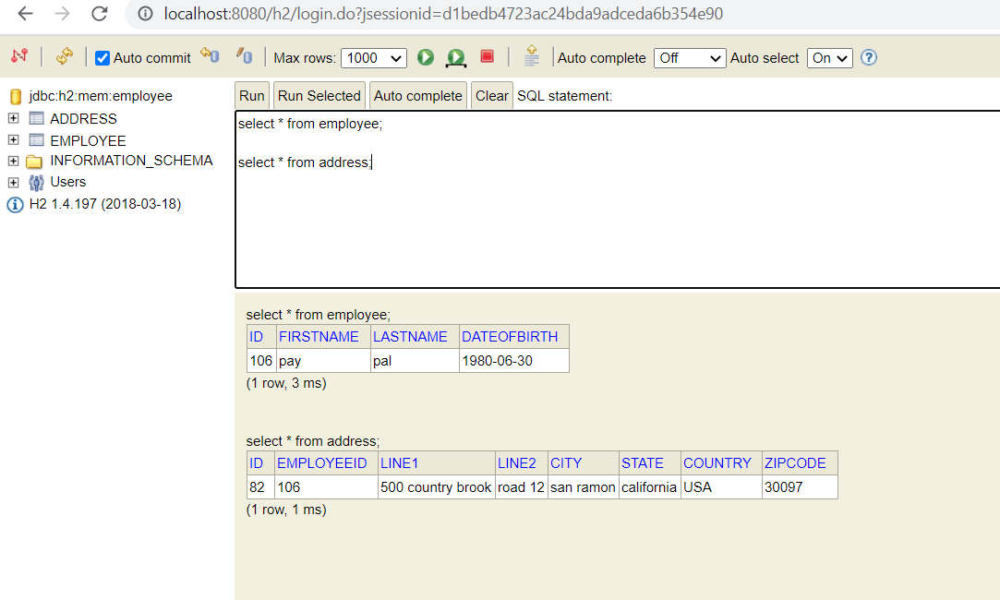 localhost:8080/h2/login.do?jsessionid=d1bedb4723ac24bda9adceda6b354e90
Auto commit Max rows: 1000 Auto complete Off Auto select On ?
jdbc:h2:mem:employee
ADDRESS
EMPLOYEE
INFORMATION_SCHEMA
Users
H2 1.4.197 (2018-03-18)
Run Run Selected Auto complete Clear SQL statement:
select * from employee;
select * from address;
select * from employee;
ID FIRSTNAME LASTNAME DATEOFBIRTH
106 pay pal 1980-06-30
(1 row, 3 ms)
select * from address;
ID EMPLOYEEID LINE1 LINE2 CITY STATE COUNTRY ZIPCODE
82 106 500 country brook road 12 san ramon california USA 30097
(1 row, 1 ms)